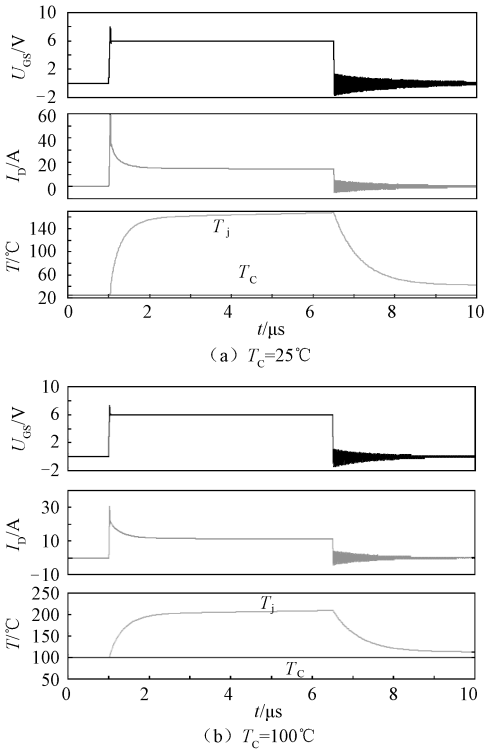 10
6
2
−2
U_GS/V
60
40
20
0
I_D/A
140
100
60
20
T/℃
T_j
T_C
0 2 4 6 8 10
t/μs
（a）T_C=25℃
10
6
2
−2
U_GS/V
30
10
−10
I_D/A
250
200
150
100
50
T/℃
T_j
T_C
0 2 4 6 8 10
t/μs
（b）T_C=100℃